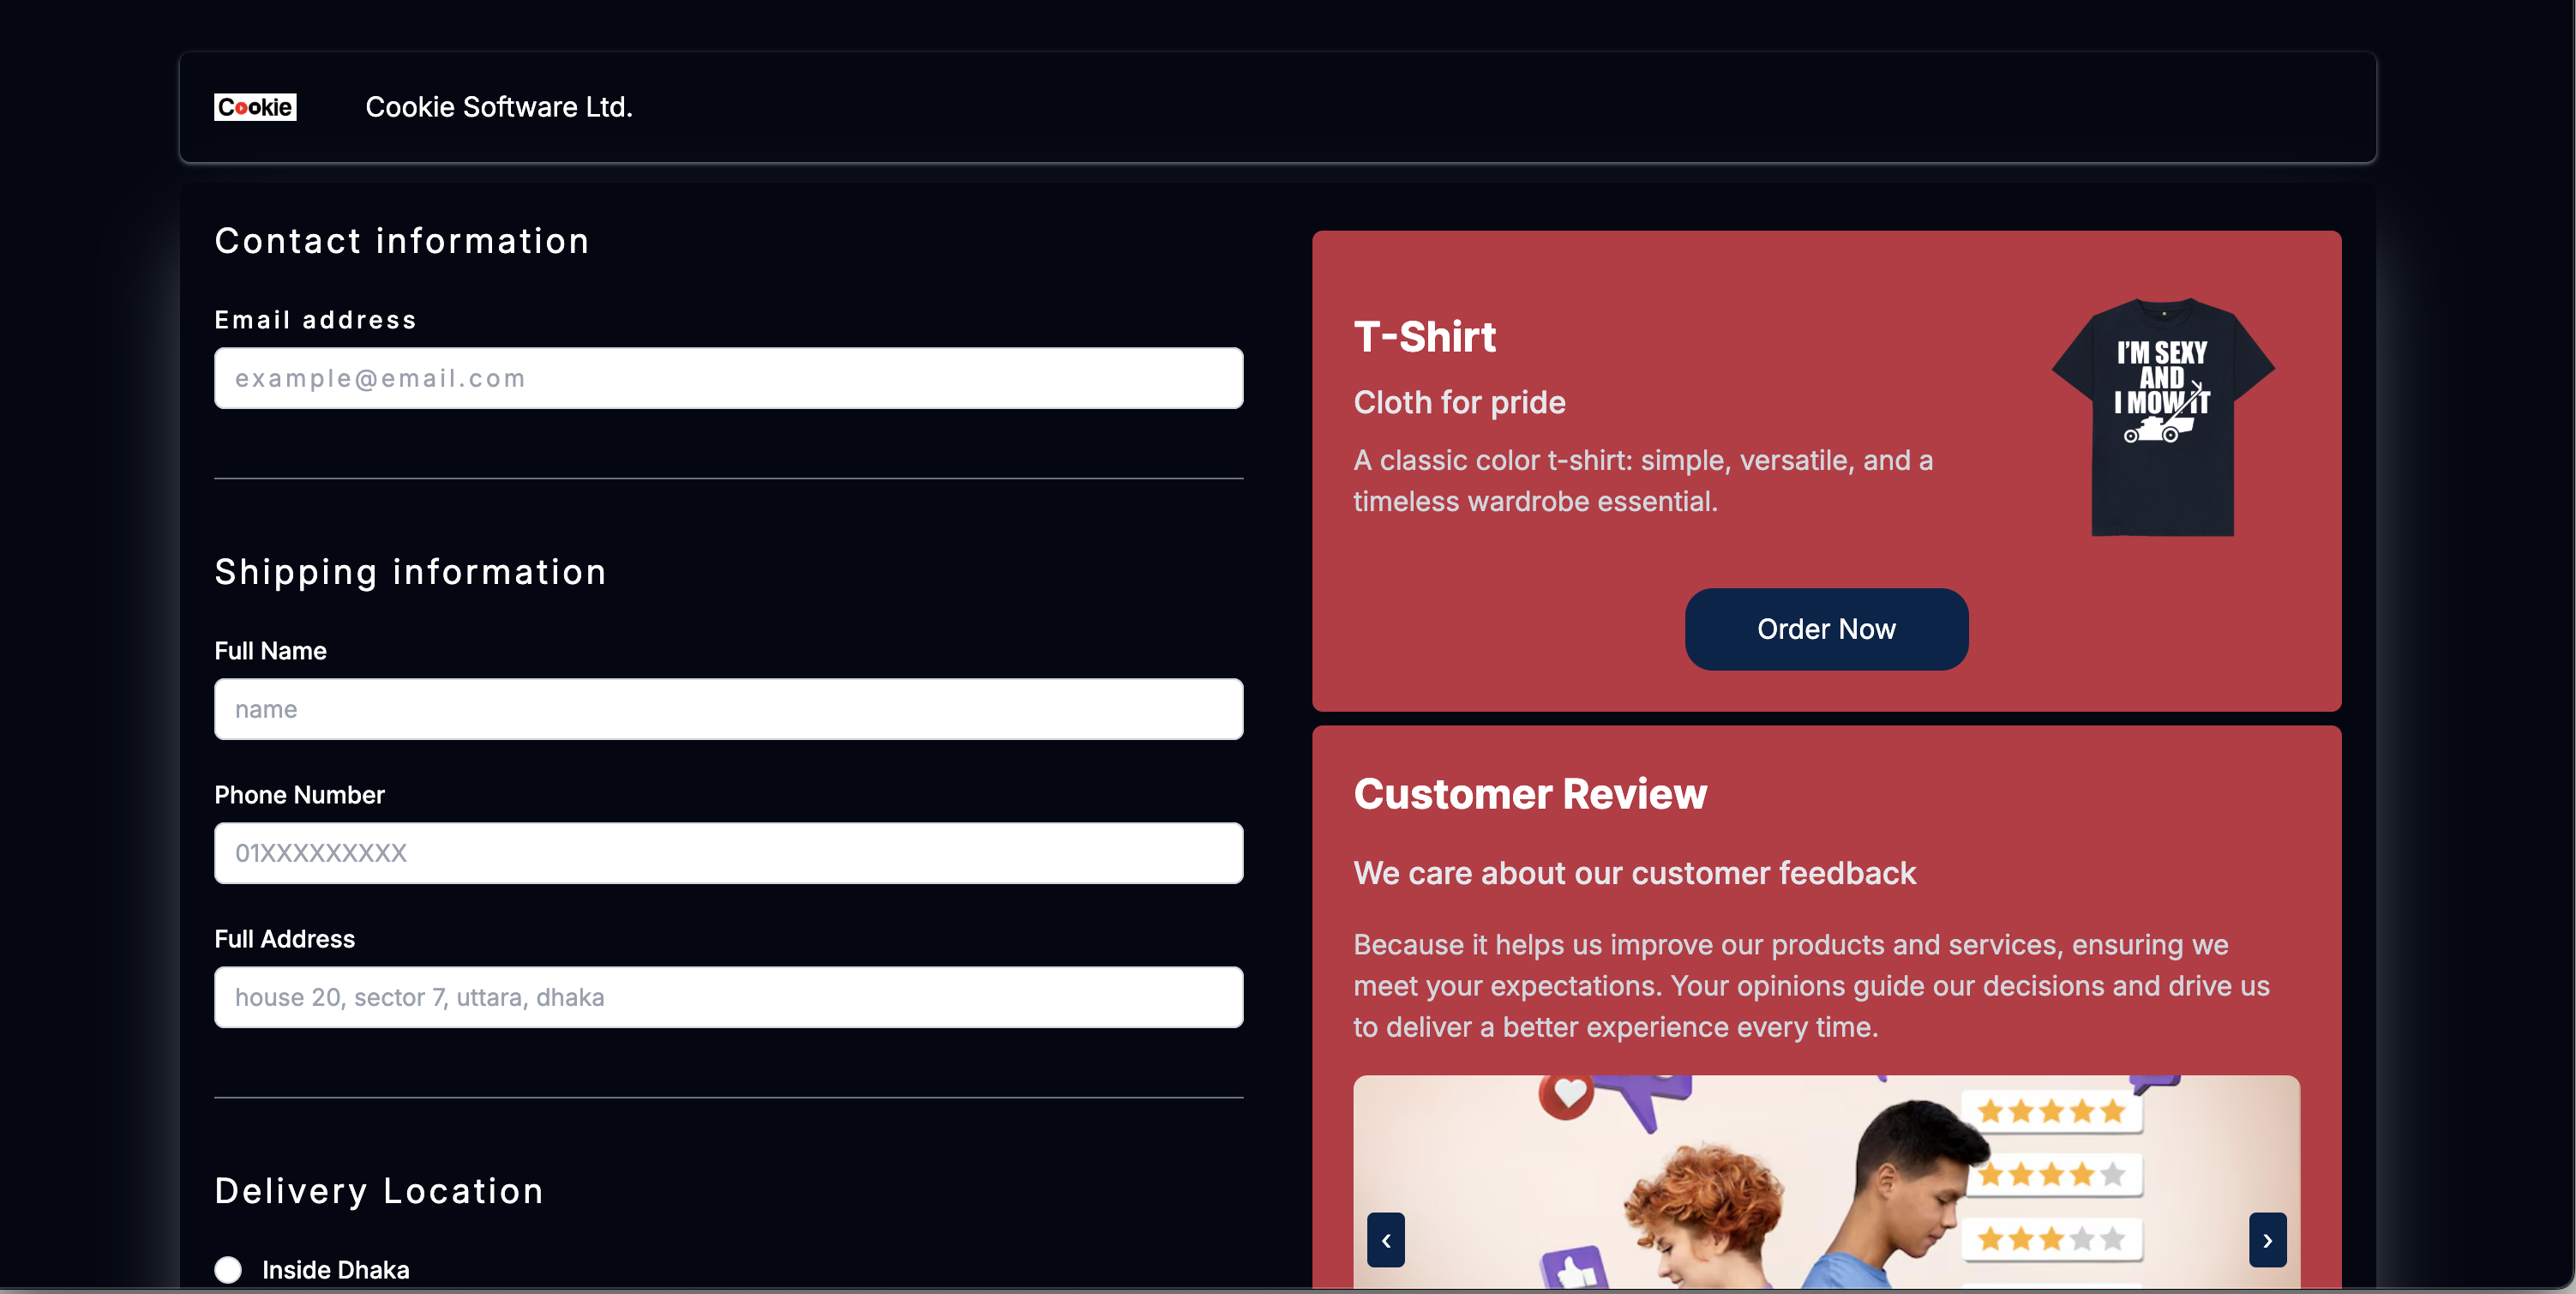 Cookie
Cookie Software Ltd.
Contact information
Email address
example@email.com
Shipping information
Full Name
name
Phone Number
01XXXXXXXXX
Full Address
house 20, sector 7, uttara, dhaka
Delivery Location
Inside Dhaka
T-Shirt
Cloth for pride
A classic color t-shirt: simple, versatile, and a
timeless wardrobe essential.
I'M SEXY
AND
I MOW IT
Order Now
Customer Review
We care about our customer feedback
Because it helps us improve our products and services, ensuring we
meet your expectations. Your opinions guide our decisions and drive us
to deliver a better experience every time.